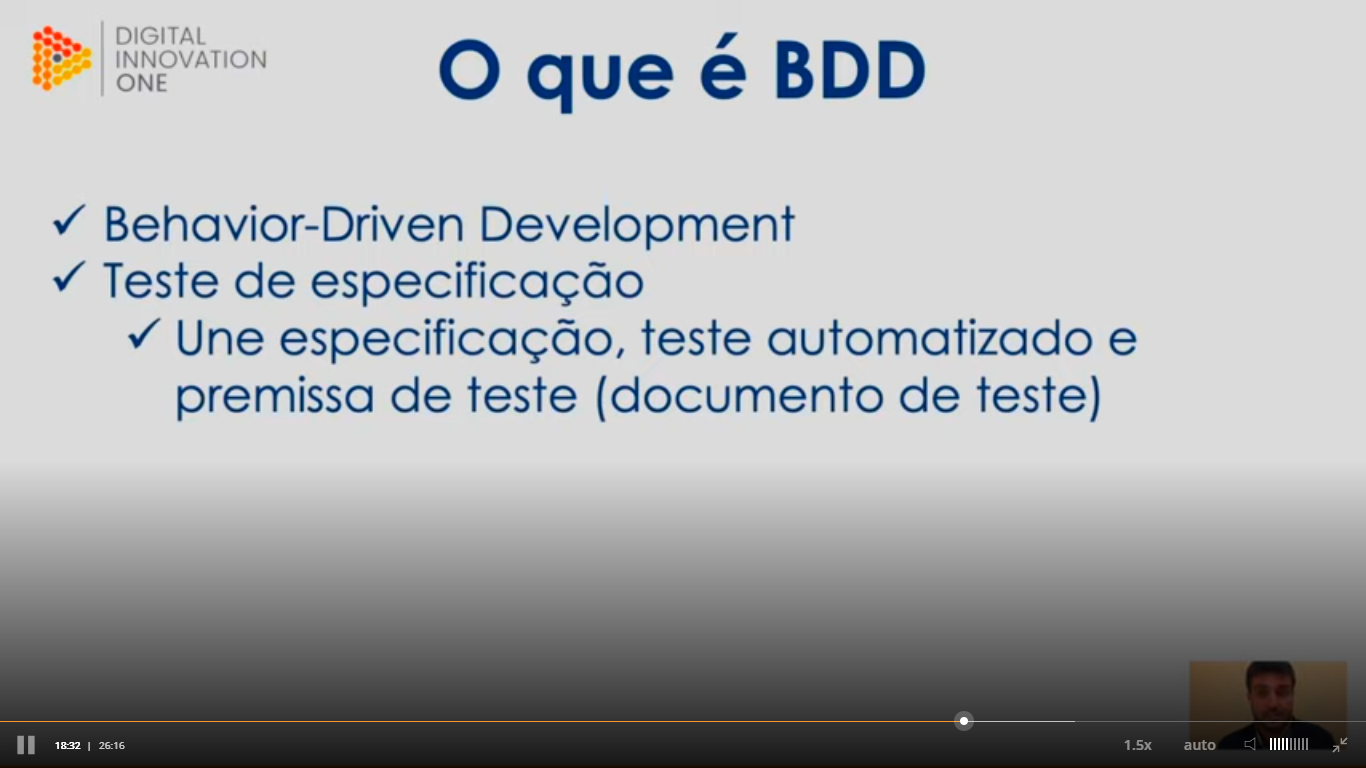 DIGITAL
INNOVATION
ONE
O que é BDD
✓ Behavior-Driven Development
✓ Teste de especificação
✓ Une especificação, teste automatizado e
premissa de teste (documento de teste)
18:32 | 26:16
1.5x auto